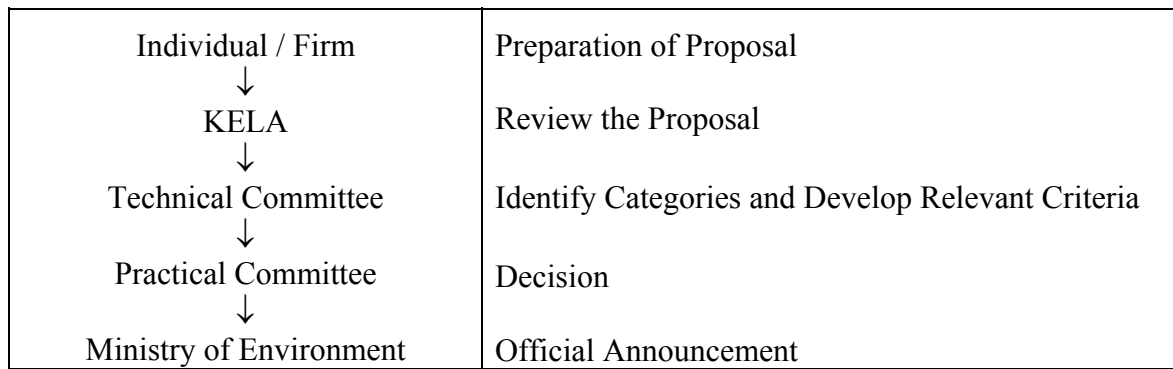 Individual / Firm Preparation of Proposal
↓
KELA Review the Proposal
↓
Technical Committee Identify Categories and Develop Relevant Criteria
↓
Practical Committee Decision
↓
Ministry of Environment Official Announcement